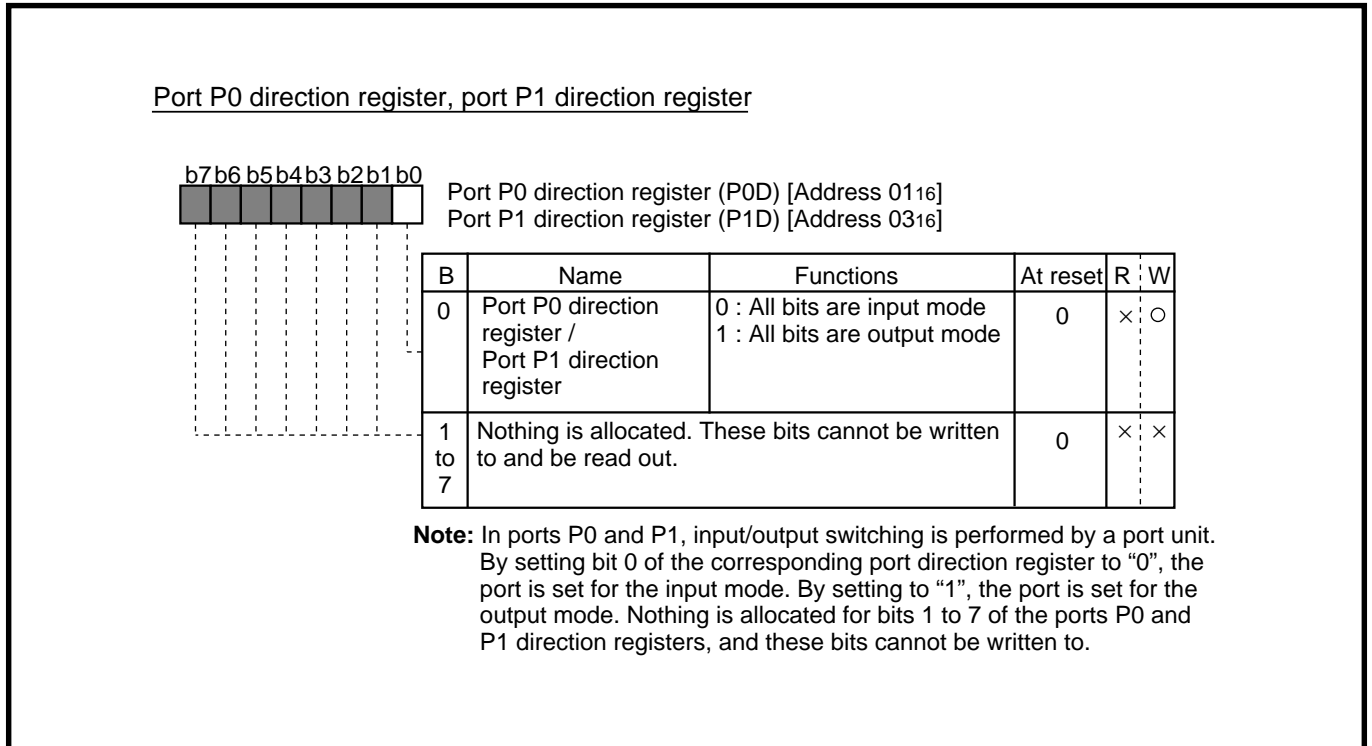 Port P0 direction register, port P1 direction register
b7 b6 b5 b4 b3 b2 b1 b0
Port P0 direction register (P0D) [Address 0116]
Port P1 direction register (P1D) [Address 0316]
B Name Functions At reset R W
0 Port P0 direction 0 : All bits are input mode 0 × ○
register / 1 : All bits are output mode
Port P1 direction
register
1 Nothing is allocated. These bits cannot be written 0 × ×
to to and be read out.
7
Note: In ports P0 and P1, input/output switching is performed by a port unit.
By setting bit 0 of the corresponding port direction register to “0”, the
port is set for the input mode. By setting to “1”, the port is set for the
output mode. Nothing is allocated for bits 1 to 7 of the ports P0 and
P1 direction registers, and these bits cannot be written to.